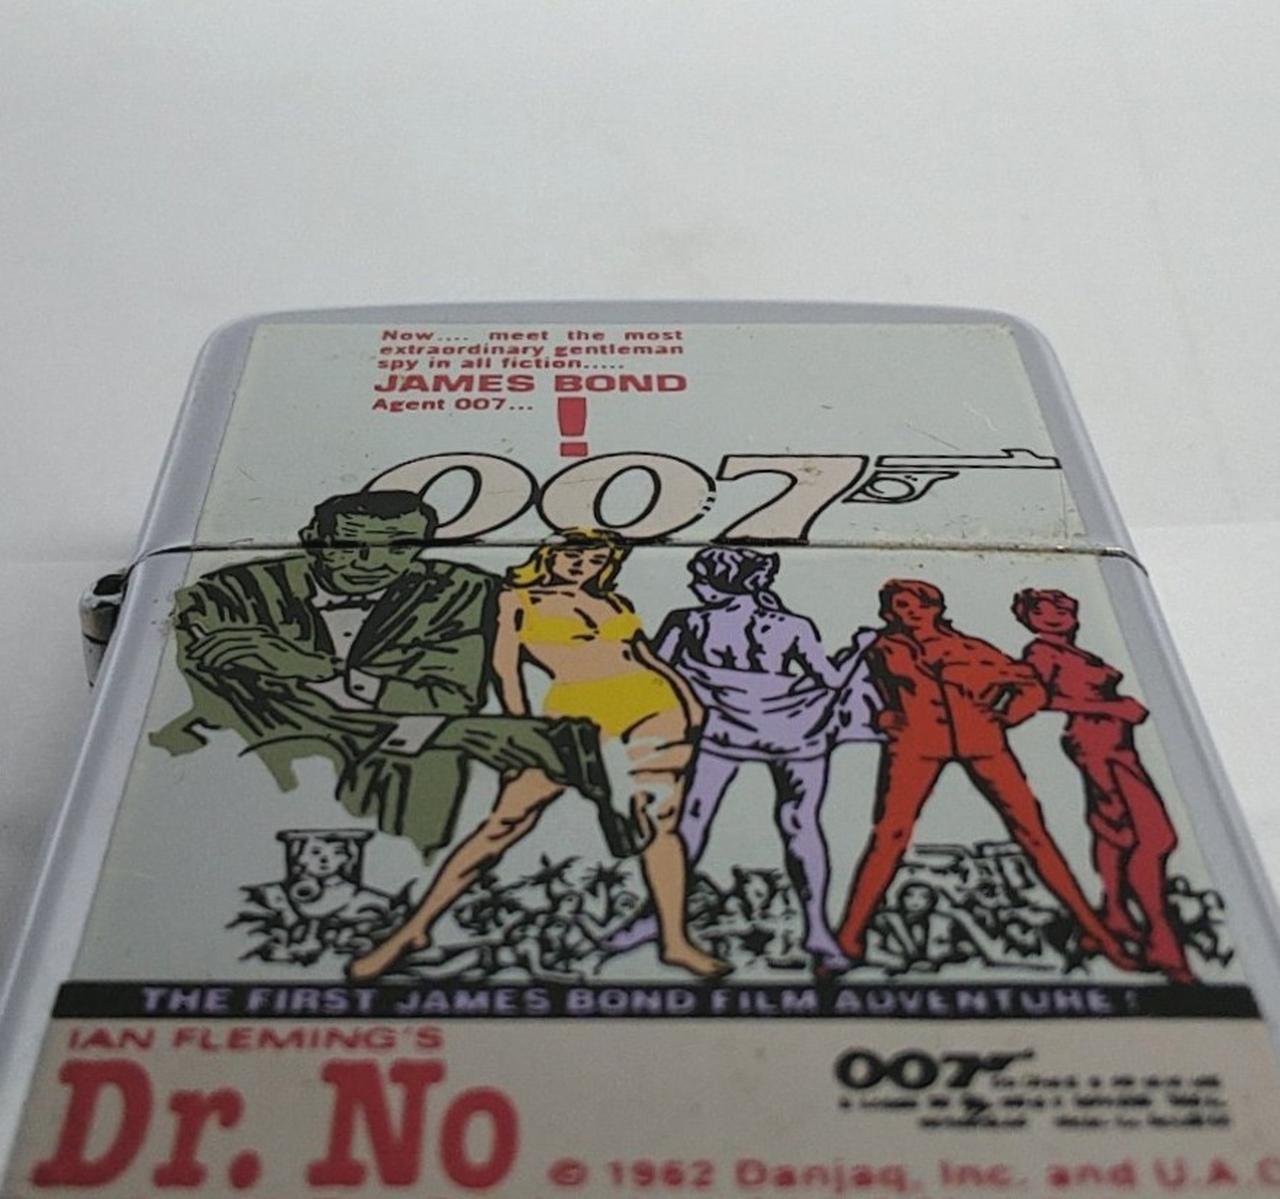 Now.... meet the most
extraordinary gentleman
spy in all fiction.....
JAMES BOND
Agent 007...
!
007
THE FIRST JAMES BOND FILM ADVENTURE!
IAN FLEMING'S
Dr. No
007
© 1962 Danjaq, Inc. and U.A.C